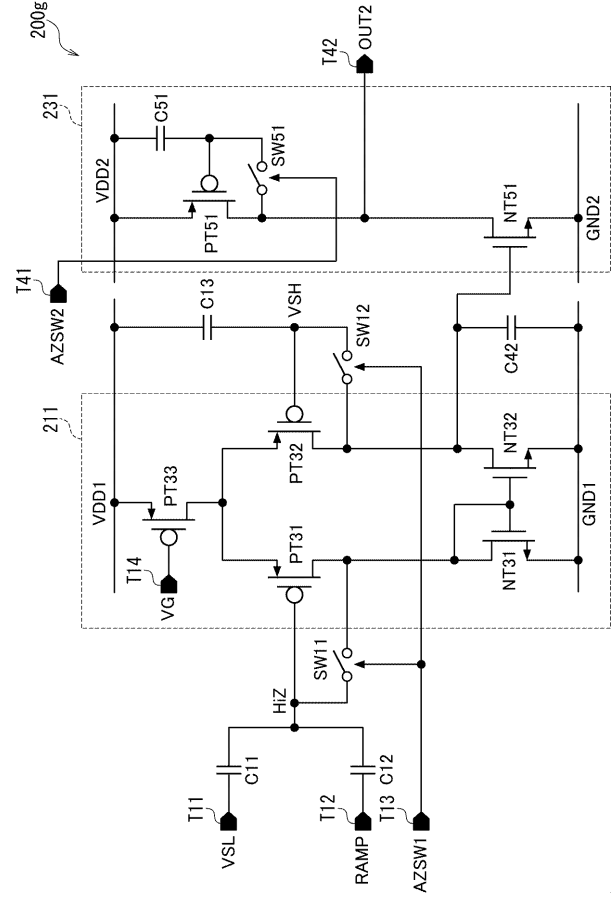 200g
211
231
VDD1
VDD2
T14
VG
PT33
C13
T41
AZSW2
C51
PT51
SW51
T42
OUT2
HiZ
PT31
PT32
VSH
SW11
SW12
T11
VSL
C11
T12
RAMP
C12
T13
AZSW1
NT31
NT32
C42
NT51
GND1
GND2